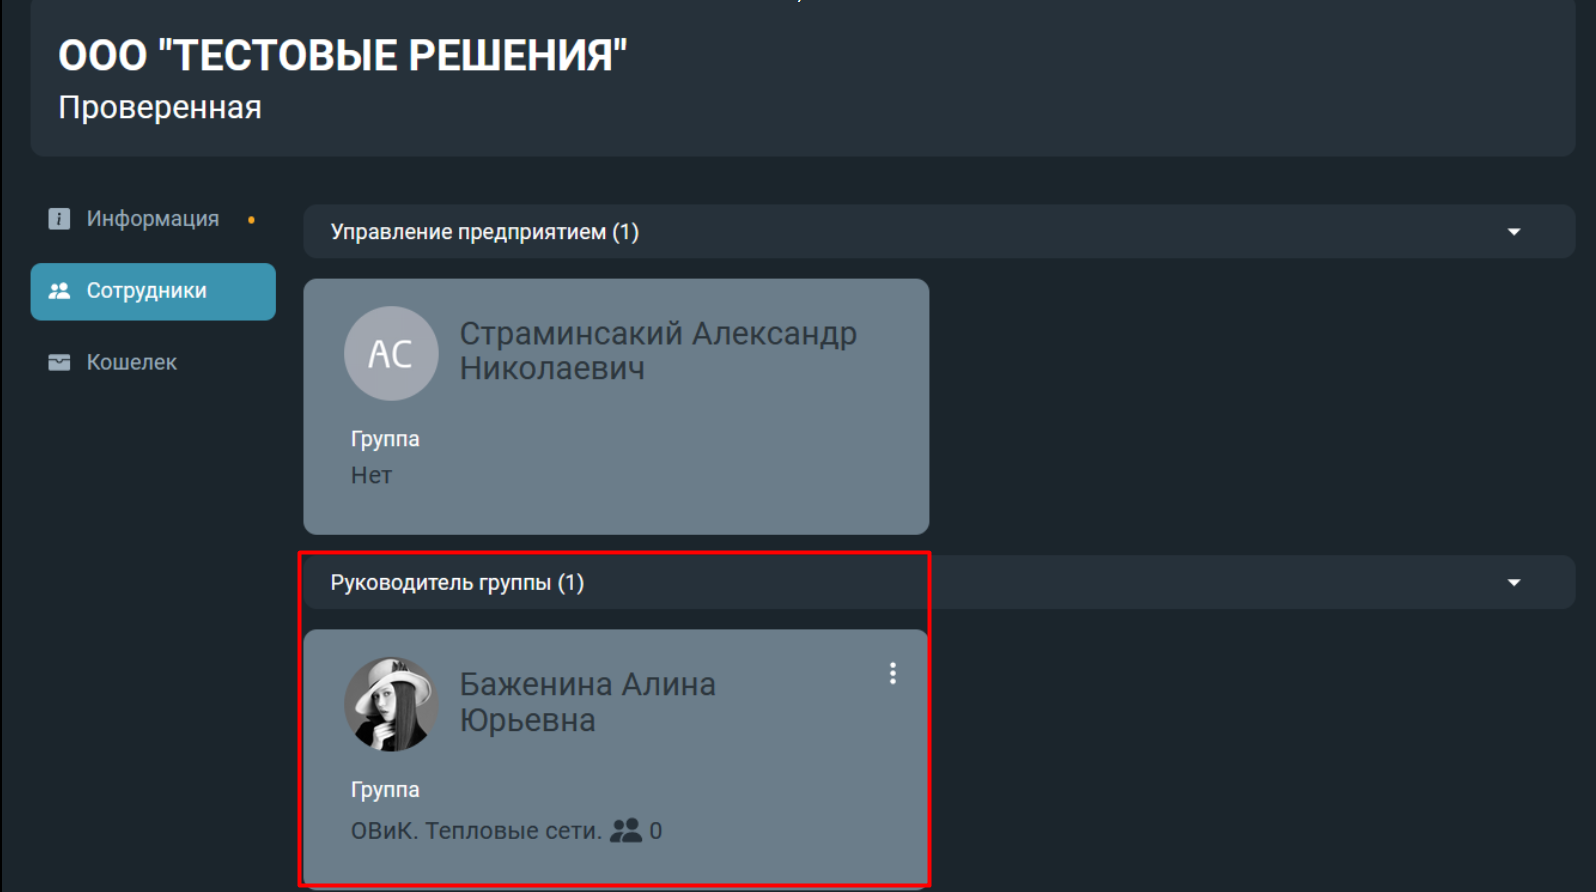 ООО "ТЕСТОВЫЕ РЕШЕНИЯ"
Проверенная
Информация
Сотрудники
Кошелек
Управление предприятием (1)
АС
Страминсакий Александр
Николаевич
Группа
Нет
Руководитель группы (1)
Баженина Алина
Юрьевна
Группа
ОВиК. Тепловые сети. 0